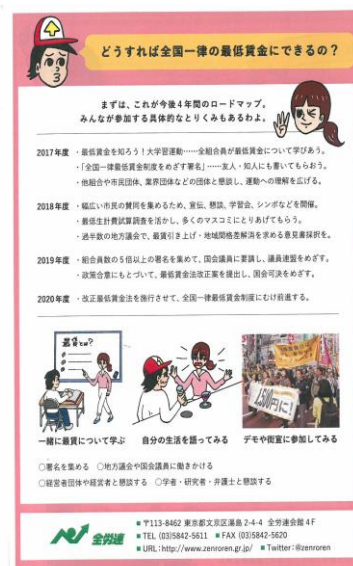 どうすれば全国一律の最低賃金にできるの？
まずは、これが今後4年間のロードマップ。
みんなが参加する具体的なとりくみもあるわよ。
2017年度 ・最低賃金を知ろう！大学習運動……全組合員が最低賃金について学びあう。
・「全国一律最低賃金制度をめざす署名」……友人・知人にも書いてもらおう。
・他組合や市民団体、業界団体などの団体と懇談し、運動への理解を広げる。
2018年度 ・幅広い市民の賛同を集めるため、宣伝、懇談、学習会、シンポなどを開催。
・最低生計費試算調査を活かし、多くのマスコミにとりあげてもらう。
・過半数の地方議会で、最賃引き上げ・地域間格差解消を求める意見書採択を。
2019年度 ・組合員数の5倍以上の署名を集めて、国会議員に要請し、議員連盟をめざす。
・政策合意にもとづいて、最低賃金法改正案を提出し、国会可決をめざす。
2020年度 ・改正最低賃金法を施行させて、全国一律最低賃金制度にむけ前進する。
最賃とは?
1,500円に!
一緒に最賃について学ぶ 自分の生活を語ってみる デモや街宣に参加してみる
○署名を集める ○地方議会や国会議員に働きかける
○経営者団体や経営者と懇談する ○学者・研究者・弁護士と懇談する
全労連
■〒113-8462 東京都文京区湯島 2-4-4 全労連会館 4F
■TEL (03)5842-5611 ■FAX (03)5842-5620
■URL:http://www.zenroren.gr.jp/ ■Twitter:@zenroren